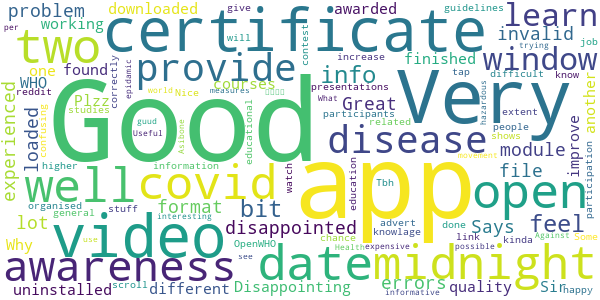 problem downloaded awarded give guidelines
working will contest job
two certificate learn
one found finished invalid per trying
WHO reddit correctly provide info increase tap difficult know
Good Very window
courses presentations What
experienced Plzz epidemic World Nice measures Great participants hazardous extent another
loaded confusing studies guud Useful educational disease related people shows module improve participation
higher information
well covid watch education open
lot format bit feel file
organised stuff interesting disappointed Says
Why general video app Tbh knowlage movement
awareness OpenWHO advert link done Some
use chance kinda Against
date midnight
uninstalled scroll different Disappointing see Health expensive informative possible errors quality Sir happy